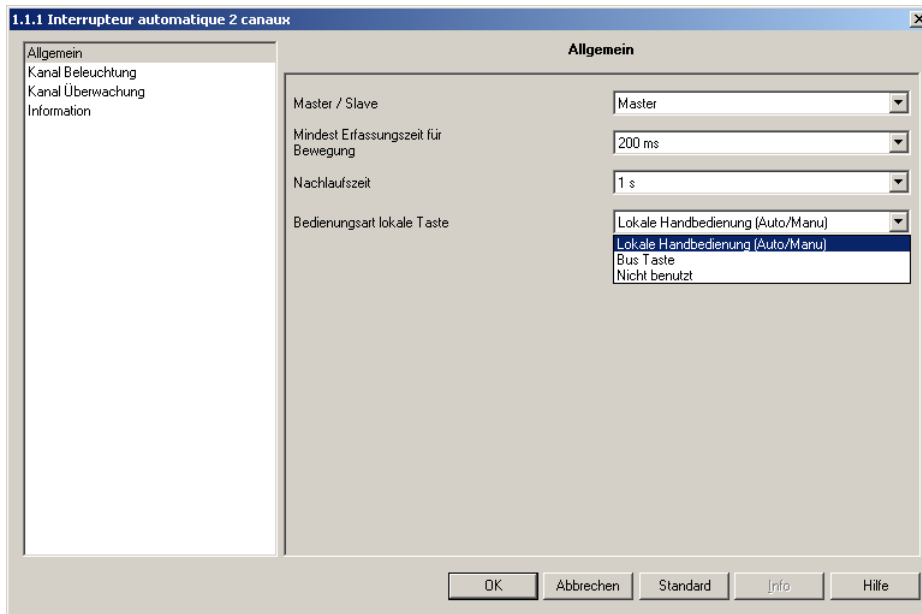 1.1.1 Interrupteur automatique 2 canaux
Allgemein
Kanal Beleuchtung
Kanal Überwachung
Information
Allgemein
Master / Slave
Master
Mindest Erfassungszeit für
Bewegung
200 ms
Nachlaufszeit
1 s
Bedienungsart lokale Taste
Lokale Handbedienung (Auto/Manu)
Lokale Handbedienung (Auto/Manu)
Bus Taste
Nicht benutzt
OK
Abbrechen
Standard
Info
Hilfe